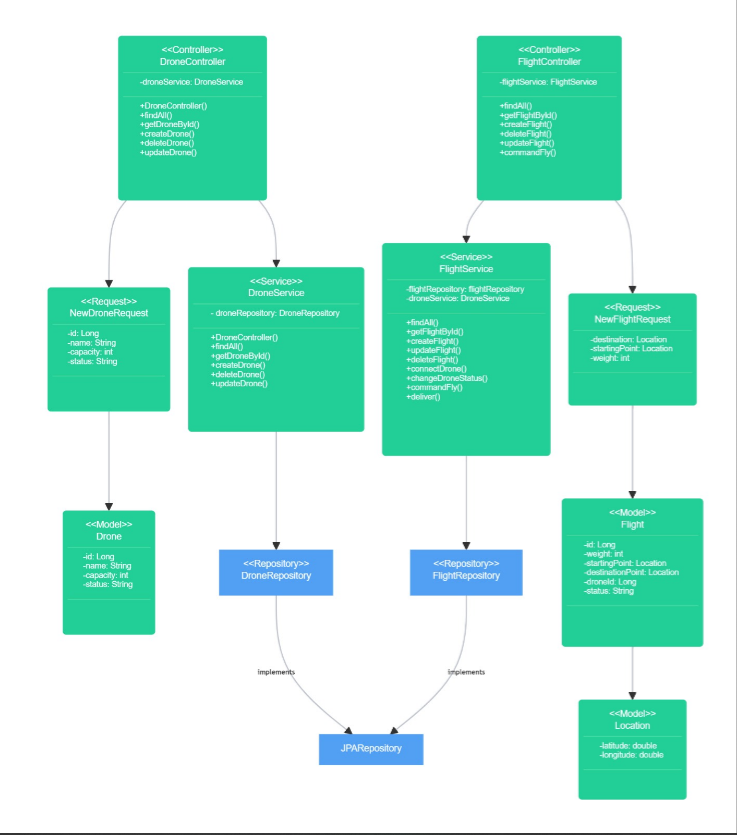 <<Controller>>
DroneController
-droneService: DroneService
+DroneController()
+findAll()
+getDroneById()
+createDrone()
+deleteDrone()
+updateDrone()
<<Controller>>
FlightController
-flightService: FlightService
+findAll()
+getFlightById()
+createFlight()
+deleteFlight()
+updateFlight()
+commandFly()
<<Request>>
NewDroneRequest
-id: Long
-name: String
-capacity: int
-status: String
<<Service>>
DroneService
- droneRepository: DroneRepository
+DroneController()
+findAll()
+getDroneById()
+createDrone()
+deleteDrone()
+updateDrone()
<<Service>>
FlightService
-flightRepository: flightRepository
-droneService: DroneService
+findAll()
+getFlightById()
+createFlight()
+updateFlight()
+deleteFlight()
+connectDrone()
+changeDroneStatus()
+commandFly()
+deliver()
<<Request>>
NewFlightRequest
-destination: Location
-startingPoint: Location
-weight: int
<<Model>>
Drone
-id: Long
-name: String
-capacity: int
-status: String
<<Repository>>
DroneRepository
<<Repository>>
FlightRepository
<<Model>>
Flight
-id: Long
-weight: int
-startingPoint: Location
-destinationPoint: Location
-droneId: Long
-status: String
implements
implements
JPARepository
<<Model>>
Location
-latitude: double
-longitude: double